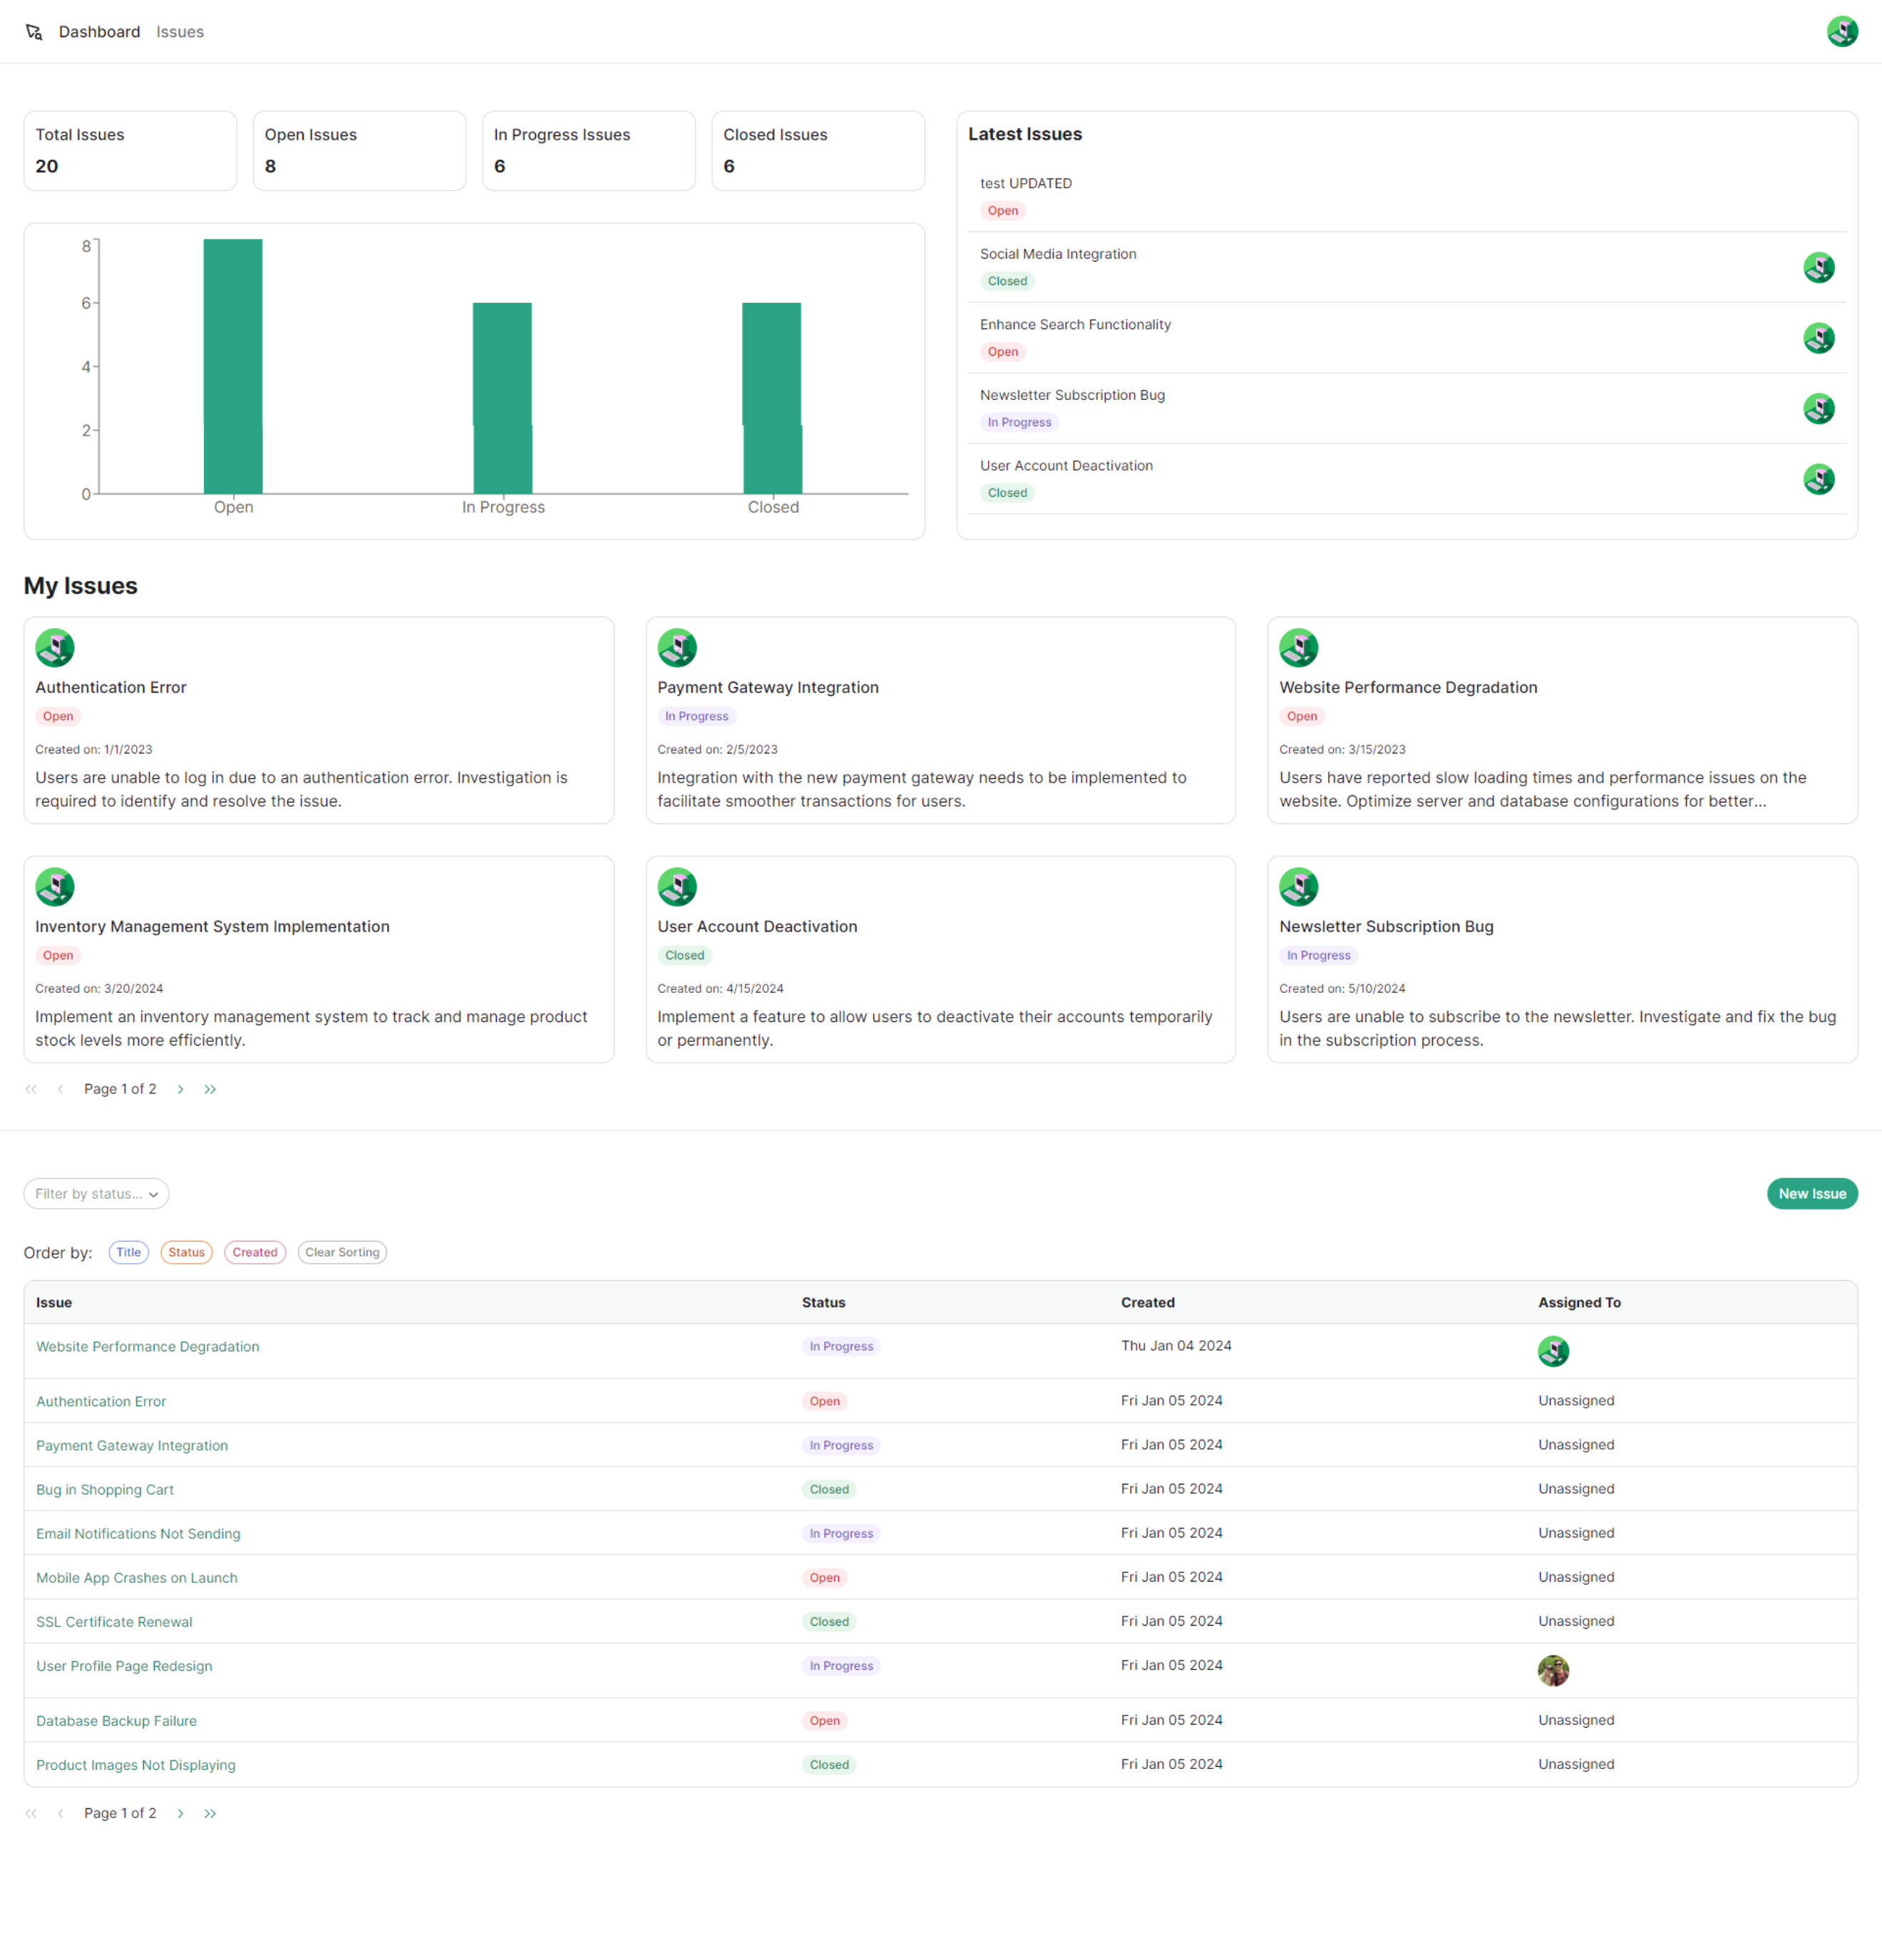 Dashboard Issues
Total Issues
20
Open Issues
8
In Progress Issues
6
Closed Issues
6
8
6
4
2
0
Open In Progress Closed
Latest Issues
test UPDATED
Open
Social Media Integration
Closed
Enhance Search Functionality
Open
Newsletter Subscription Bug
In Progress
User Account Deactivation
Closed
My Issues
Authentication Error
Open
Created on: 1/1/2023
Users are unable to log in due to an authentication error. Investigation is
required to identify and resolve the issue.
Payment Gateway Integration
In Progress
Created on: 2/5/2023
Integration with the new payment gateway needs to be implemented to
facilitate smoother transactions for users.
Website Performance Degradation
Open
Created on: 3/15/2023
Users have reported slow loading times and performance issues on the
website. Optimize server and database configurations for better...
Inventory Management System Implementation
Open
Created on: 3/20/2024
Implement an inventory management system to track and manage product
stock levels more efficiently.
User Account Deactivation
Closed
Created on: 4/15/2024
Implement a feature to allow users to deactivate their accounts temporarily
or permanently.
Newsletter Subscription Bug
In Progress
Created on: 5/10/2024
Users are unable to subscribe to the newsletter. Investigate and fix the bug
in the subscription process.
Page 1 of 2
Filter by status...
New Issue
Order by: Title Status Created Clear Sorting
Issue Status Created Assigned To
Website Performance Degradation In Progress Thu Jan 04 2024
Authentication Error Open Fri Jan 05 2024 Unassigned
Payment Gateway Integration In Progress Fri Jan 05 2024 Unassigned
Bug in Shopping Cart Closed Fri Jan 05 2024 Unassigned
Email Notifications Not Sending In Progress Fri Jan 05 2024 Unassigned
Mobile App Crashes on Launch Open Fri Jan 05 2024 Unassigned
SSL Certificate Renewal Closed Fri Jan 05 2024 Unassigned
User Profile Page Redesign In Progress Fri Jan 05 2024
Database Backup Failure Open Fri Jan 05 2024 Unassigned
Product Images Not Displaying Closed Fri Jan 05 2024 Unassigned
Page 1 of 2